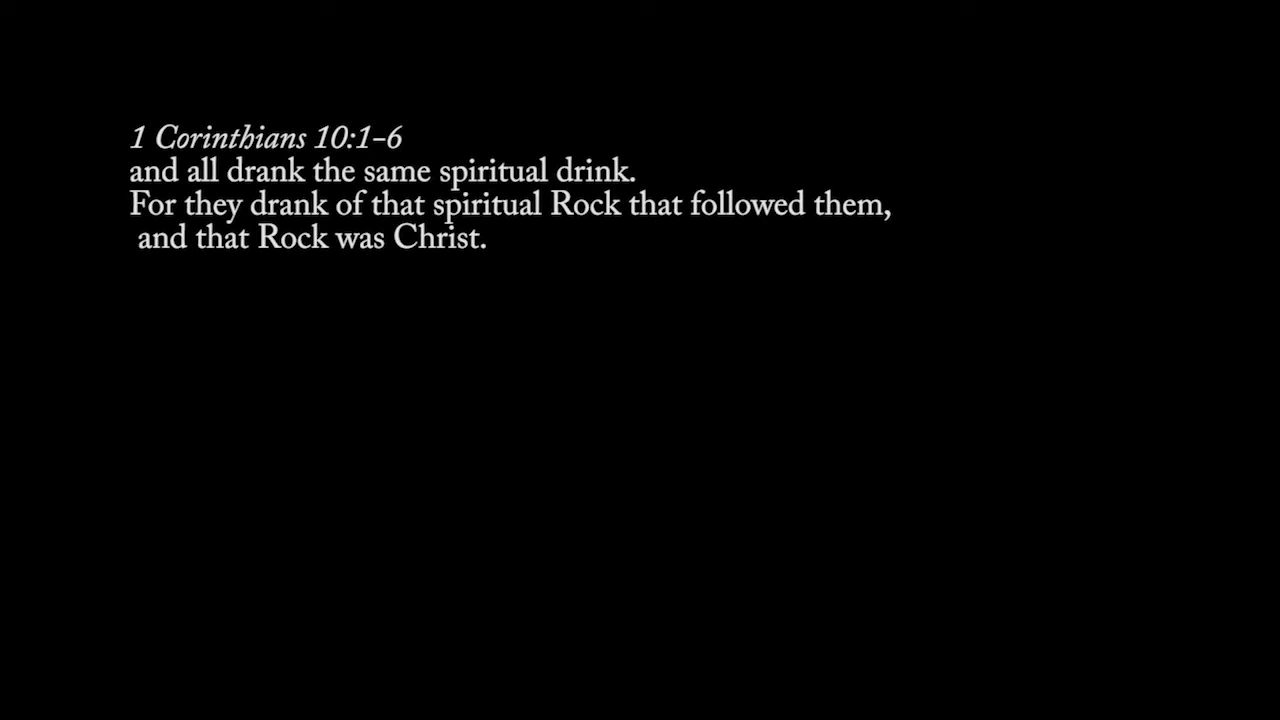 1 Corinthians 10:1-6
and all drank the same spiritual drink.
For they drank of that spiritual Rock that followed them,
and that Rock was Christ.